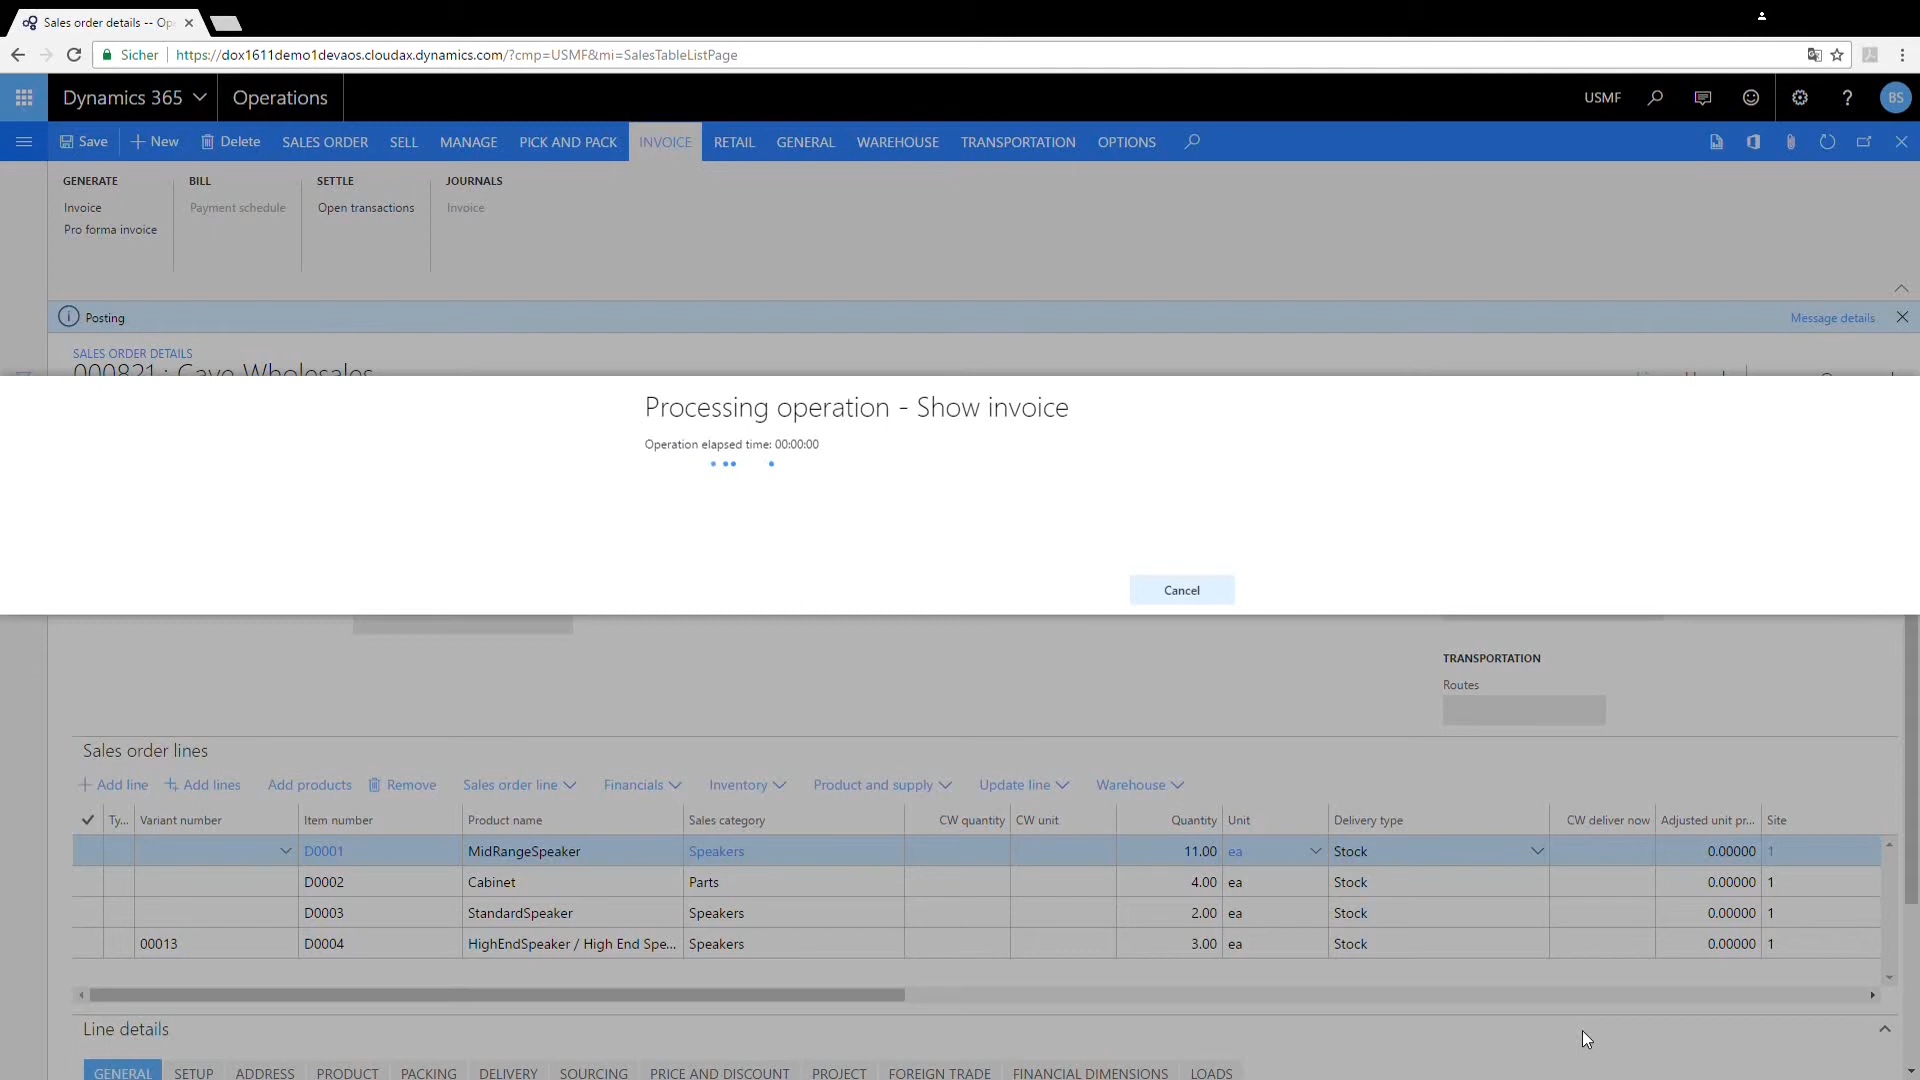 Sales order details -- Op
Sicher https://dox1611demo1devaos.cloudax.dynamics.com/?cmp=USMF&mi=SalesTableListPage
Dynamics 365 Operations USMF ? BS
Save New Delete SALES ORDER SELL MANAGE PICK AND PACK INVOICE RETAIL GENERAL WAREHOUSE TRANSPORTATION OPTIONS
GENERATE BILL SETTLE JOURNALS
Invoice Payment schedule Open transactions Invoice
Pro forma invoice
Posting Message details
SALES ORDER DETAILS
000821 : Cave Wholesales
Processing operation - Show invoice
Operation elapsed time: 00:00:00
Cancel
TRANSPORTATION
Routes
Sales order lines
Add line Add lines Add products Remove Sales order line Financials Inventory Product and supply Update line Warehouse
Ty... Variant number Item number Product name Sales category CW quantity CW unit Quantity Unit Delivery type CW deliver now Adjusted unit pr... Site
D0001 MidRangeSpeaker Speakers 11.00 ea Stock 0.00000 1
D0002 Cabinet Parts 4.00 ea Stock 0.00000 1
D0003 StandardSpeaker Speakers 2.00 ea Stock 0.00000 1
00013 D0004 HighEndSpeaker / High End Spe... Speakers 3.00 ea Stock 0.00000 1
Line details
GENERAL SETUP ADDRESS PRODUCT PACKING DELIVERY SOURCING PRICE AND DISCOUNT PROJECT FOREIGN TRADE FINANCIAL DIMENSIONS LOADS